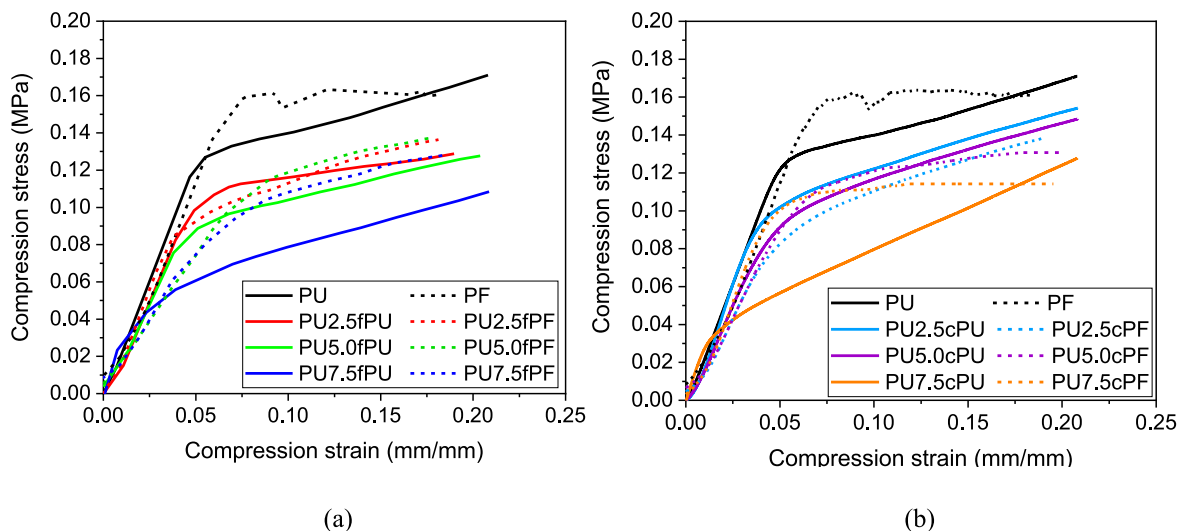 0.20
0.18
0.16
0.14
0.12
0.10
0.08
0.06
0.04
0.02
0.00
Compression stress (MPa)
PU PF
PU2.5fPU PU2.5fPF
PU5.0fPU PU5.0fPF
PU7.5fPU PU7.5fPF
0.00 0.05 0.10 0.15 0.20 0.25
Compression strain (mm/mm)
(a)
0.20
0.18
0.16
0.14
0.12
0.10
0.08
0.06
0.04
0.02
0.00
Compression stress (MPa)
PU PF
PU2.5cPU PU2.5cPF
PU5.0cPU PU5.0cPF
PU7.5cPU PU7.5cPF
0.00 0.05 0.10 0.15 0.20 0.25
Compression strain (mm/mm)
(b)